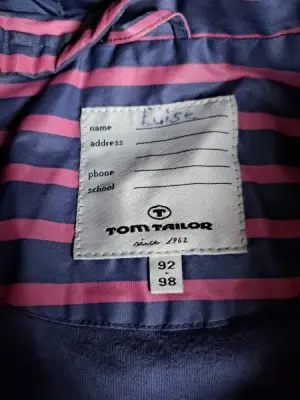 name Luise
address
phone
school
T
TOM TAILOR
since 1962
92
-
98